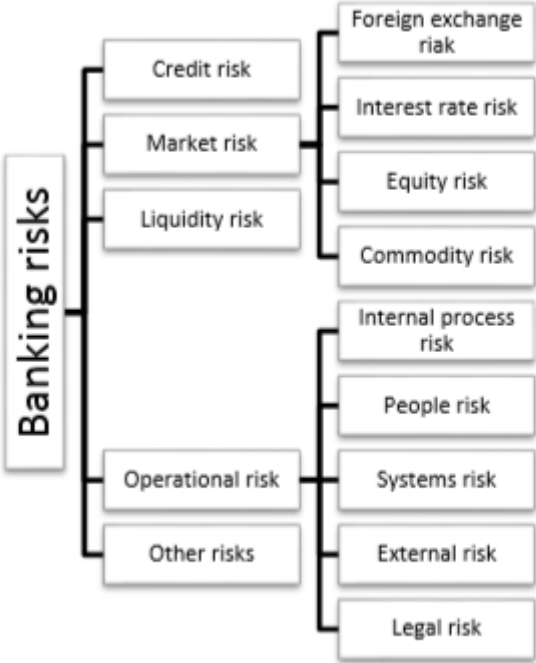 Banking risks
Credit risk
Market risk
Liquidity risk
Operational risk
Other risks
Foreign exchange
riak
Interest rate risk
Equity risk
Commodity risk
Internal process
risk
People risk
Systems risk
External risk
Legal risk